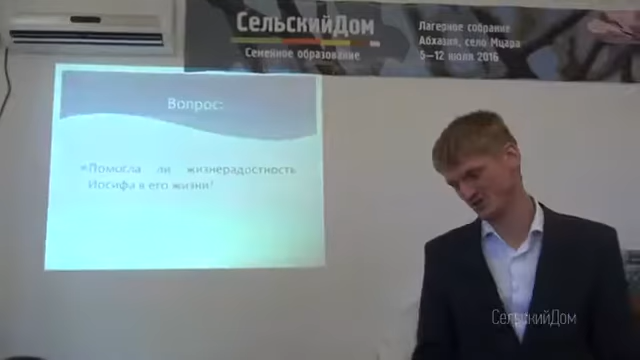 СельскийДом
Семейное образование
Лагерное собрание
Абхазия, село Мцара
5–12 июля 2016
Вопрос:
Помогла ли жизнерадостность
Иосифа в его жизни?
СельскийДом